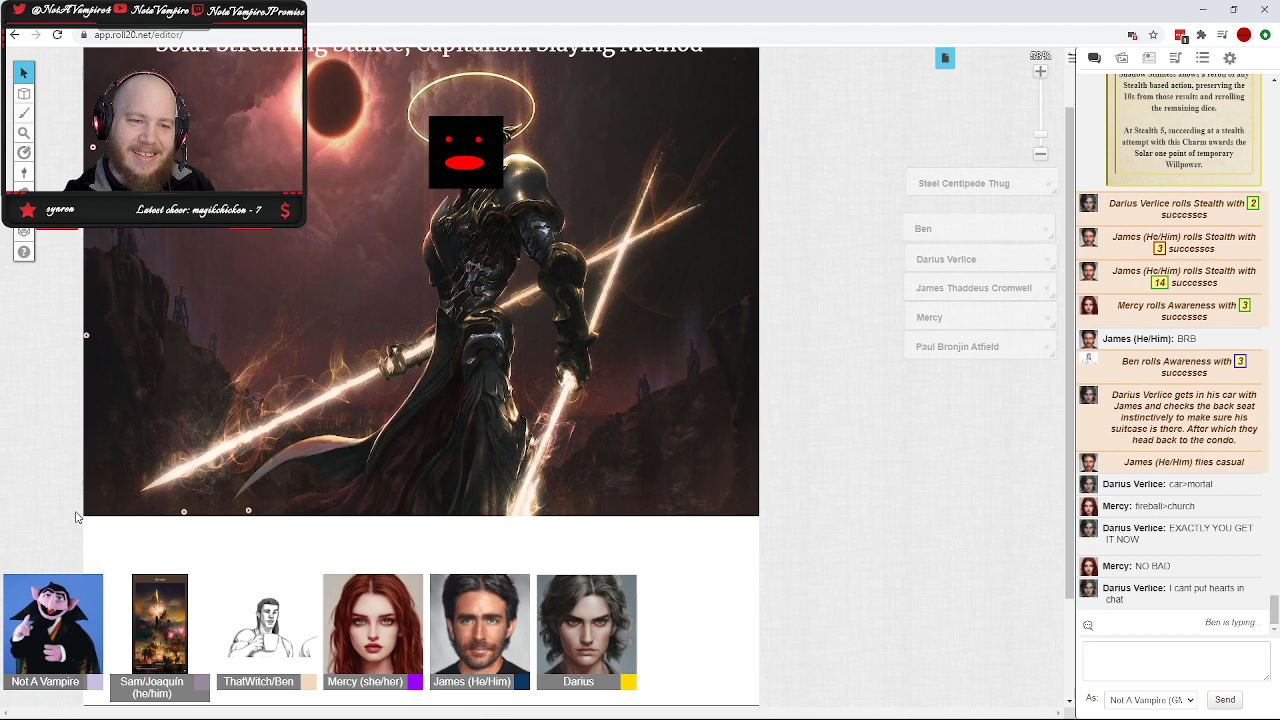 @NotAVampire4 NotaVampire NotaVampireIPromise
app.roll20.net/editor/
Solar Streaming Stance, Capitalism Slaying Method
synren
Latest cheer: magikchicken - 7
$
Steel Centipede Thug
Ben
Darius Verlice
James Thaddeus Cromwell
Mercy
Paul Bronjin Atfield
Shadow Sunless shows a record of any
Stealth-based action, preserving the
10s from those results and rerolling
the remaining dice.
At Stealth 5, succeeding at a stealth
attempt with this Charm awards the
Solar one point of temporary
Willpower.
Darius Verlice rolls Stealth with 2
successes
James (He/Him) rolls Stealth with
3 successes
James (He/Him) rolls Stealth with
14 successes
Mercy rolls Awareness with 3
successes
James (He/Him): BRB
Ben rolls Awareness with 3
successes
Darius Verlice gets in his car with
James and checks the back seat
instinctively to make sure his
suitcase is there. After which they
head back to the condo.
James (He/Him) flies casual
Darius Verlice: car>mortal
Mercy: fireball>church
Darius Verlice: EXACTLY YOU GET
IT NOW
Mercy: NO BAD
Darius Verlice: I cant put hearts in
chat
Ben is typing...
As: Not A Vampire (GM
Send
Not A Vampire
Sam/Joaquín
(he/him)
ThatWitch/Ben
Mercy (she/her)
James (He/Him)
Darius